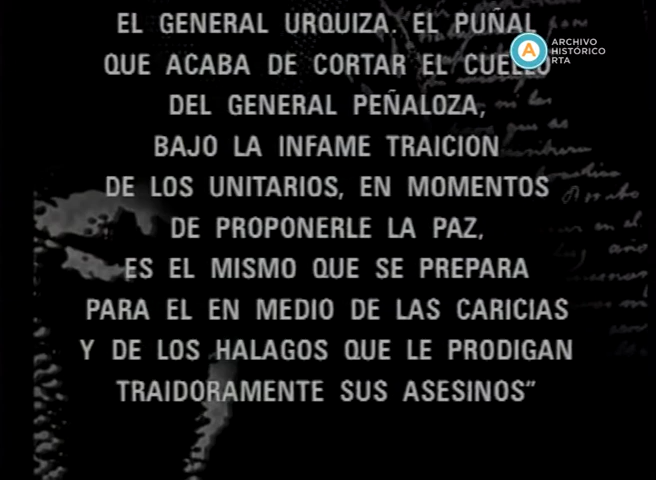 EL GENERAL URQUIZA. EL PUÑAL
QUE ACABA DE CORTAR EL CUELLO
DEL GENERAL PEÑALOZA,
BAJO LA INFAME TRAICION
DE LOS UNITARIOS, EN MOMENTOS
DE PROPONERLE LA PAZ,
ES EL MISMO QUE SE PREPARA
PARA EL EN MEDIO DE LAS CARICIAS
Y DE LOS HALAGOS QUE LE PRODIGAN
TRAIDORAMENTE SUS ASESINOS”
A ARCHIVO
HISTÓRICO
RTA